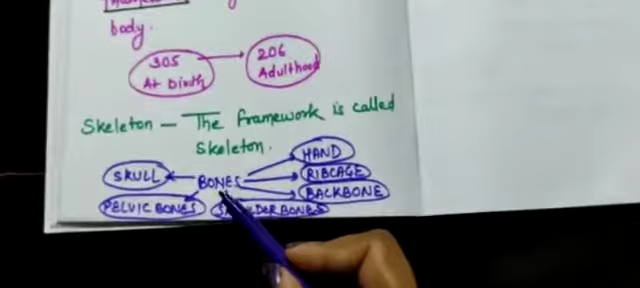 body.
305
At Birth
206
Adulthood
Skeleton — The framework is called
Skeleton.
HAND
SKULL
BONES
RIBCAGE
BACKBONE
PELVIC BONES
BONES